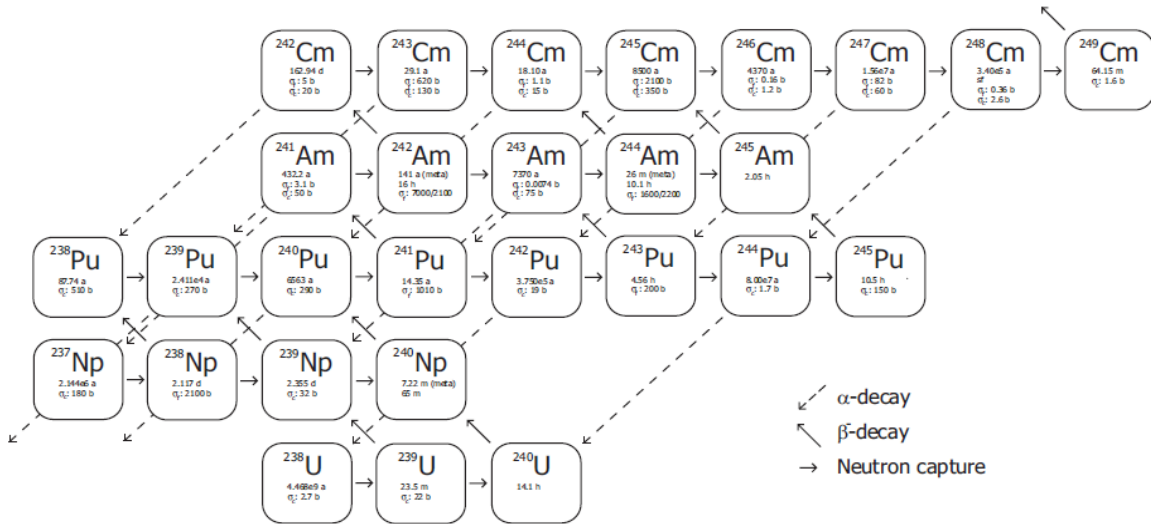 242Cm
162.94 d
σf: 5 b
σc: 20 b
243Cm
29.1 a
σf: 620 b
σc: 130 b
244Cm
18.10 a
σf: 1.1 b
σc: 15 b
245Cm
8500 a
σf: 2100 b
σc: 350 b
246Cm
4370 a
σf: 0.16 b
σc: 1.2 b
247Cm
1.56e7 a
σf: 82 b
σc: 60 b
248Cm
3.40e5 a
sf
σf: 0.36 b
σc: 2.6 b
249Cm
64.15 m
σc: 1.6 b
241Am
432.2 a
σf: 3.1 b
σc: 50 b
242Am
141 a (meta)
16 h
σf: 7000/2100
243Am
7370 a
σf: 0.0074 b
σc: 75 b
244Am
26 m (meta)
10.1 h
σf: 1600/2200
245Am
2.05 h
238Pu
87.74 a
σc: 510 b
239Pu
2.411e4 a
σc: 270 b
240Pu
6563 a
σc: 290 b
241Pu
14.35 a
σf: 1010 b
242Pu
3.750e5 a
σc: 19 b
243Pu
4.56 h
σf: 200 b
244Pu
8.00e7 a
σc: 1.7 b
245Pu
10.5 h
σc: 150 b
237Np
2.144e6 a
σc: 180 b
238Np
2.117 d
σf: 2100 b
239Np
2.355 d
σc: 32 b
240Np
7.22 m (meta)
65 m
238U
4.468e9 a
σc: 2.7 b
239U
23.5 m
σc: 22 b
240U
14.1 h
α-decay
β⁻-decay
Neutron capture